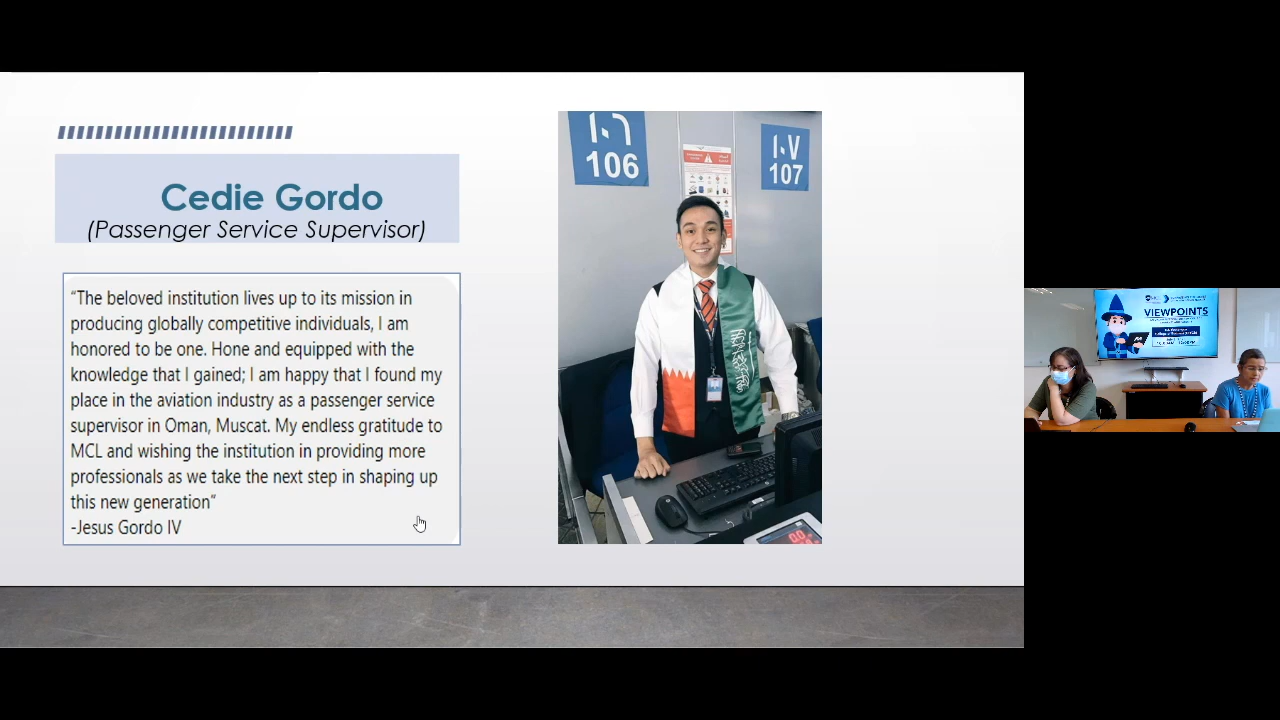 Cedie Gordo
(Passenger Service Supervisor)
“The beloved institution lives up to its mission in
producing globally competitive individuals, I am
honored to be one. Hone and equipped with the
knowledge that I gained; I am happy that I found my
place in the aviation industry as a passenger service
supervisor in Oman, Muscat. My endless gratitude to
MCL and wishing the institution in providing more
professionals as we take the next step in shaping up
this new generation”
-Jesus Gordo IV
١٠٦
106
١٠٧
107
VIEWPOINTS